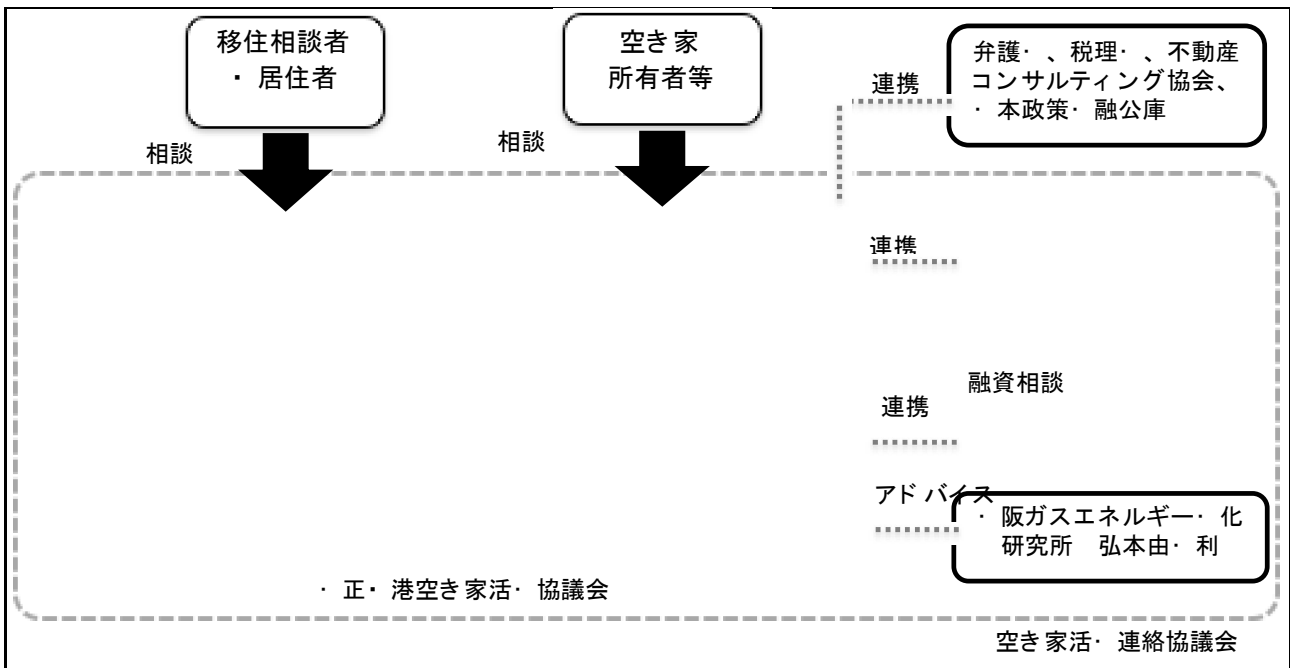 移住相談者
・居住者
空き家
所有者等
連携
弁護・、税理・、不動産
コンサルティング協会、
・本政策・融公庫
相談
相談
連携
融資相談
連携
アドバイス
・阪ガスエネルギー・化
研究所 弘本由・利
・正・港空き家活・協議会
空き家活・連絡協議会